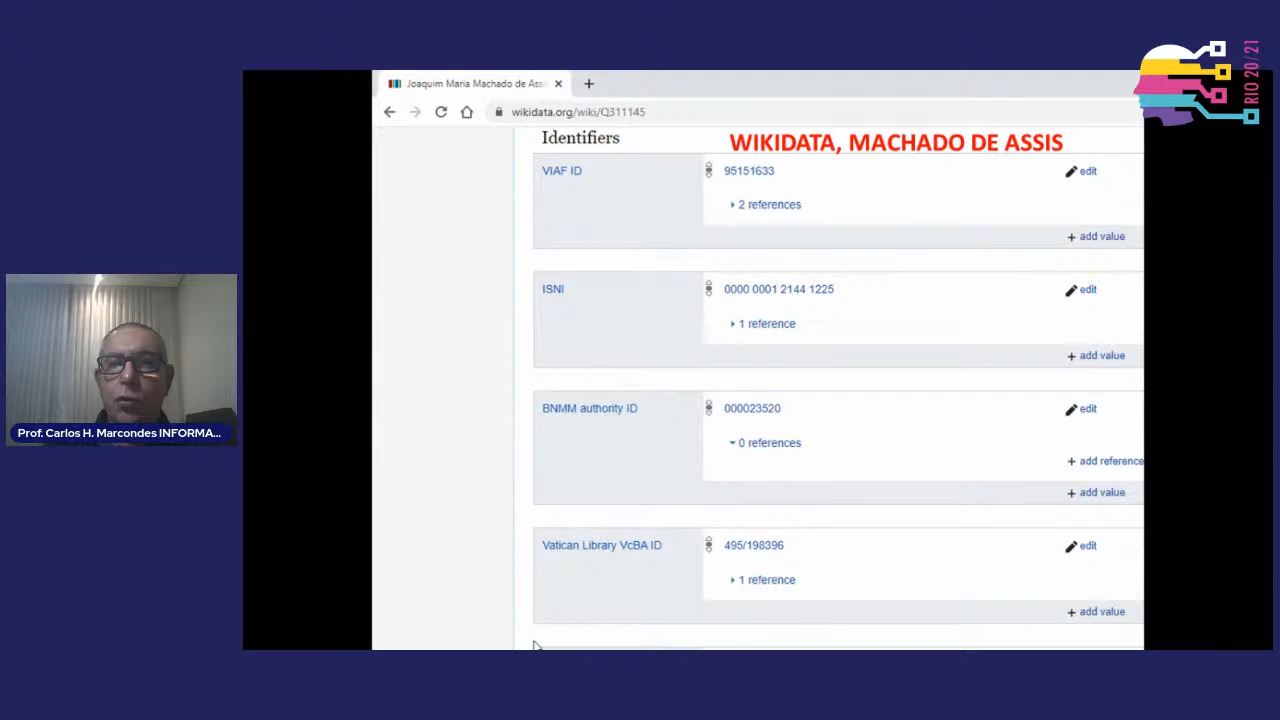 RIO 20/21
Joaquim Maria Machado de Ass
wikidata.org/wiki/Q311145
Identifiers
WIKIDATA, MACHADO DE ASSIS
VIAF ID
95151633
edit
2 references
+ add value
ISNI
0000 0001 2144 1225
edit
1 reference
+ add value
BNMM authority ID
000023520
edit
0 references
+ add reference
+ add value
Vatican Library VcBA ID
495/198396
edit
1 reference
+ add value
Prof. Carlos H. Marcondes INFORMA...